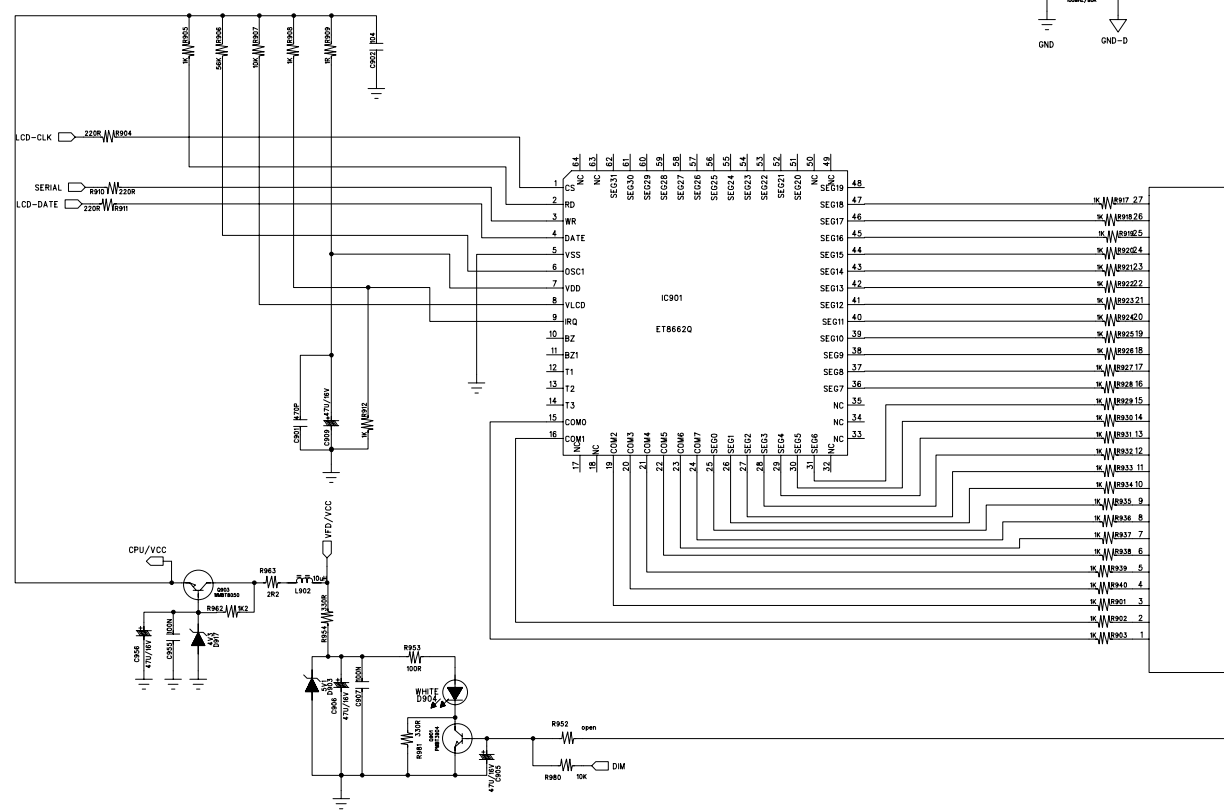 GND
GND-D
1K R905
56K R906
10K R907
1K R908
1R R909
C902 104
LCD-CLK
220R R904
SERIAL
R910 220R
LCD-DATE
220R R911
64 NC
63 NC
62 SEG31
61 SEG30
60 SEG29
59 SEG28
58 SEG27
57 SEG26
56 SEG25
55 SEG24
54 SEG23
53 SEG22
52 SEG21
51 SEG20
50 NC
49 NC
1 CS
2 RD
3 WR
4 DATE
5 VSS
6 OSC1
7 VDD
8 VLCD
9 IRQ
10 BZ
11 BZ1
12 T1
13 T2
14 T3
15 COM0
16 COM1
IC901
ET8662Q
SEG19 48
SEG18 47
SEG17 46
SEG16 45
SEG15 44
SEG14 43
SEG13 42
SEG12 41
SEG11 40
SEG10 39
SEG9 38
SEG8 37
SEG7 36
NC 35
NC 34
NC 33
17 NC
18 NC
19 COM2
20 COM3
21 COM4
22 COM5
23 COM6
24 COM7
25 SEG0
26 SEG1
27 SEG2
28 SEG3
29 SEG4
30 SEG5
31 SEG6
32 NC
1K R917 27
1K R918 26
1K R919 25
1K R920 24
1K R921 23
1K R922 22
1K R923 21
1K R924 20
1K R925 19
1K R926 18
1K R927 17
1K R928 16
1K R929 15
1K R930 14
1K R931 13
1K R932 12
1K R933 11
1K R934 10
1K R935 9
1K R936 8
1K R937 7
1K R938 6
1K R939 5
1K R940 4
1K R901 3
1K R902 2
1K R903 1
C901 470P
C909 47U/16V
1K R912
VFD/VCC
CPU/VCC
Q903
MMBT8050
R963
2R2
L902
10uH
R962 1K2
C956
47U/16V
C955 100N
D917
R954 330R
5V1
D903
C906
47U/16V
C907 100N
R953
100R
WHITE
D904
R981 330R
Q901
PMBT3904
47U/16V
C905
R952
open
R980
10K
DIM